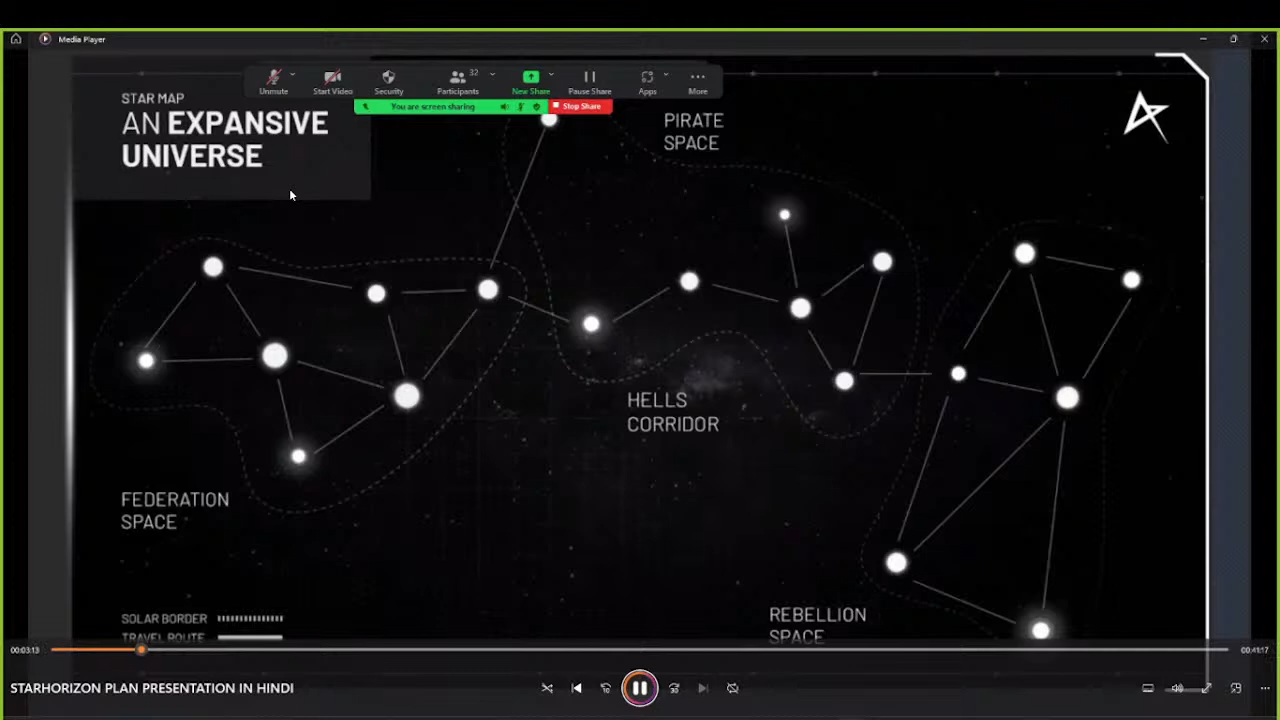 Media Player
Unmute
Start Video
Security
32
Participants
New Share
Pause Share
Apps
More
You are screen sharing
Stop Share
STAR MAP
AN EXPANSIVE
UNIVERSE
PIRATE
SPACE
HELLS
CORRIDOR
FEDERATION
SPACE
REBELLION
SPACE
SOLAR BORDER
TRAVEL ROUTE
00:03:13
00:41:17
STARHORIZON PLAN PRESENTATION IN HINDI
10
30